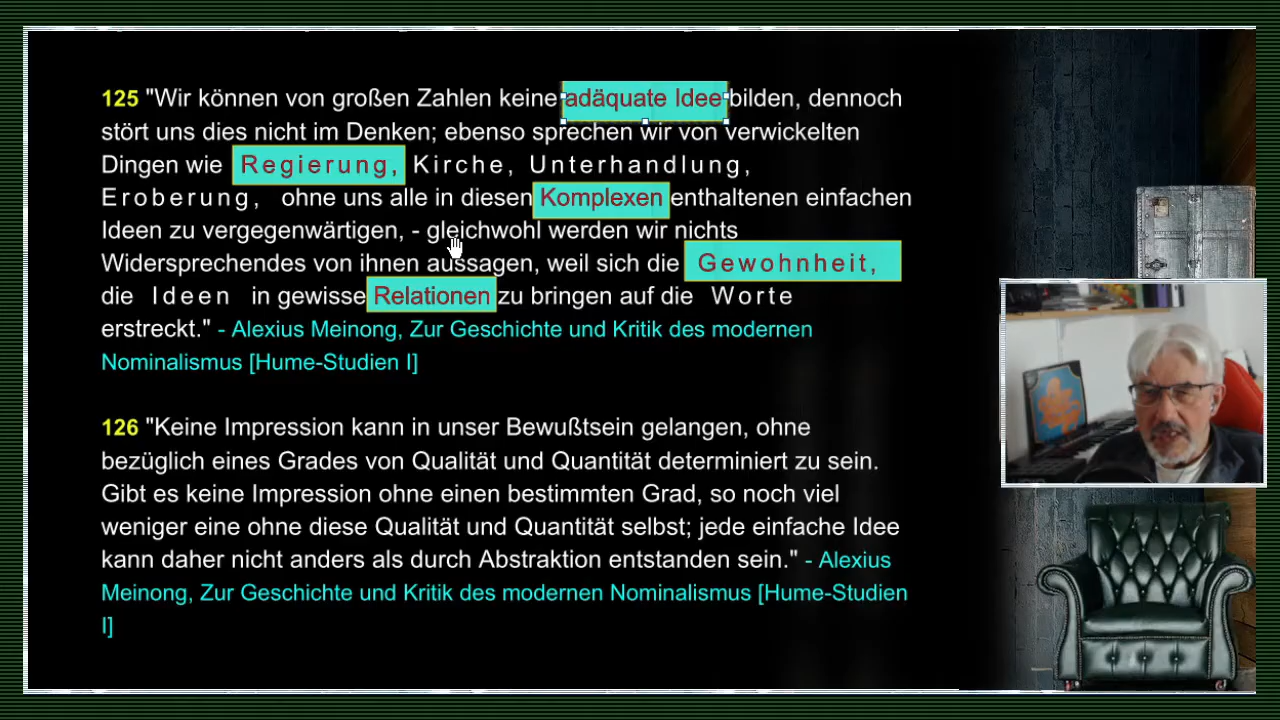 125 "Wir können von großen Zahlen keine adäquate Idee bilden, dennoch
stört uns dies nicht im Denken; ebenso sprechen wir von verwickelten
Dingen wie Regierung, Kirche, Unterhandlung,
Eroberung, ohne uns alle in diesen Komplexen enthaltenen einfachen
Ideen zu vergegenwärtigen, - gleichwohl werden wir nichts
Widersprechendes von ihnen aussagen, weil sich die Gewohnheit,
die Ideen in gewisse Relationen zu bringen auf die Worte
erstreckt." - Alexius Meinong, Zur Geschichte und Kritik des modernen
Nominalismus [Hume-Studien I]
126 "Keine Impression kann in unser Bewußtsein gelangen, ohne
bezüglich eines Grades von Qualität und Quantität determiniert zu sein.
Gibt es keine Impression ohne einen bestimmten Grad, so noch viel
weniger eine ohne diese Qualität und Quantität selbst; jede einfache Idee
kann daher nicht anders als durch Abstraktion entstanden sein." - Alexius
Meinong, Zur Geschichte und Kritik des modernen Nominalismus [Hume-Studien
I]